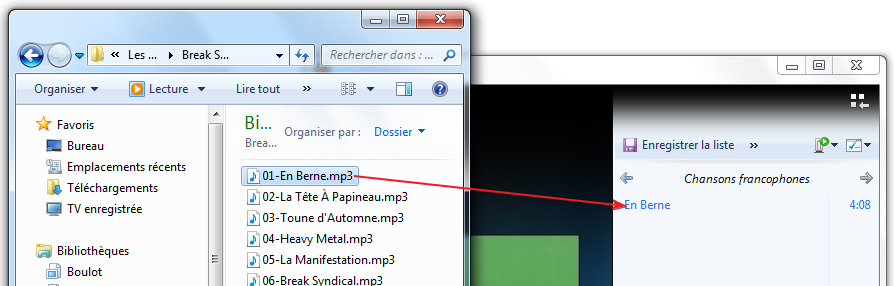 « Les ... ▸ Break S...
Rechercher dans : ...
Organiser Lecture Lire tout »
Favoris
Bureau
Emplacements récents
Téléchargements
TV enregistrée
Bibliothèques
Boulot
Bi...
Brea...
Organiser par : Dossier
01-En Berne.mp3
02-La Tête À Papineau.mp3
03-Toune d'Automne.mp3
04-Heavy Metal.mp3
05-La Manifestation.mp3
06-Break Syndical.mp3
Enregistrer la liste »
Chansons francophones
En Berne 4:08